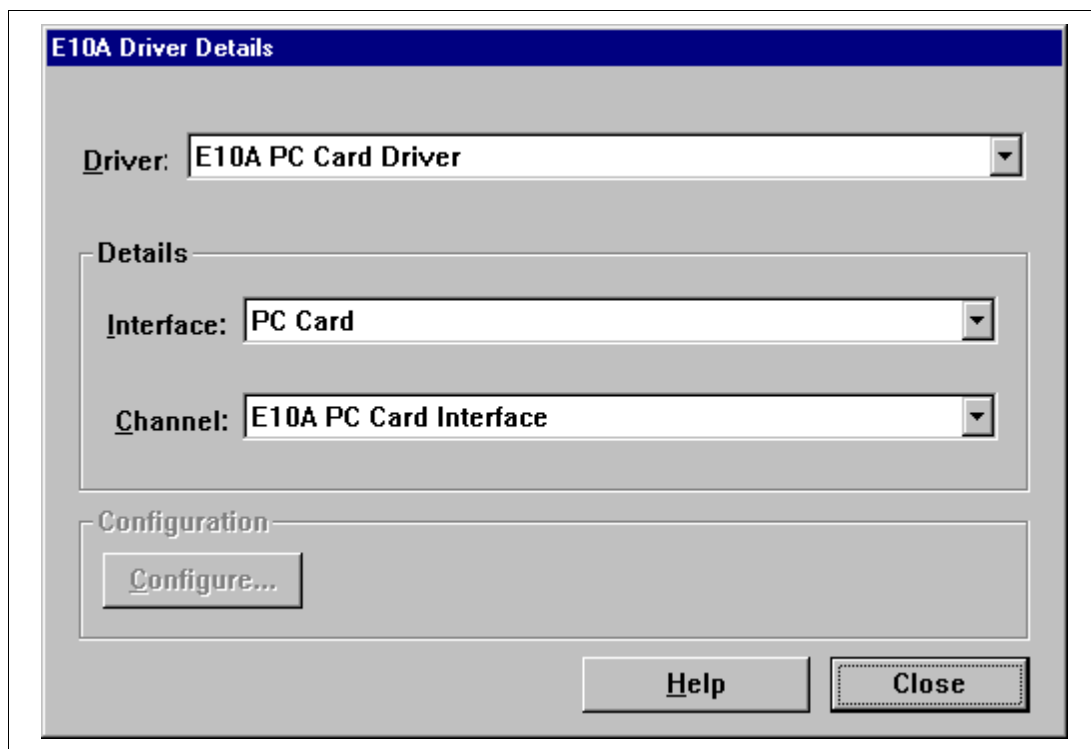 E10A Driver Details
Driver: E10A PC Card Driver
Details
Interface: PC Card
Channel: E10A PC Card Interface
Configuration
Configure...
Help Close